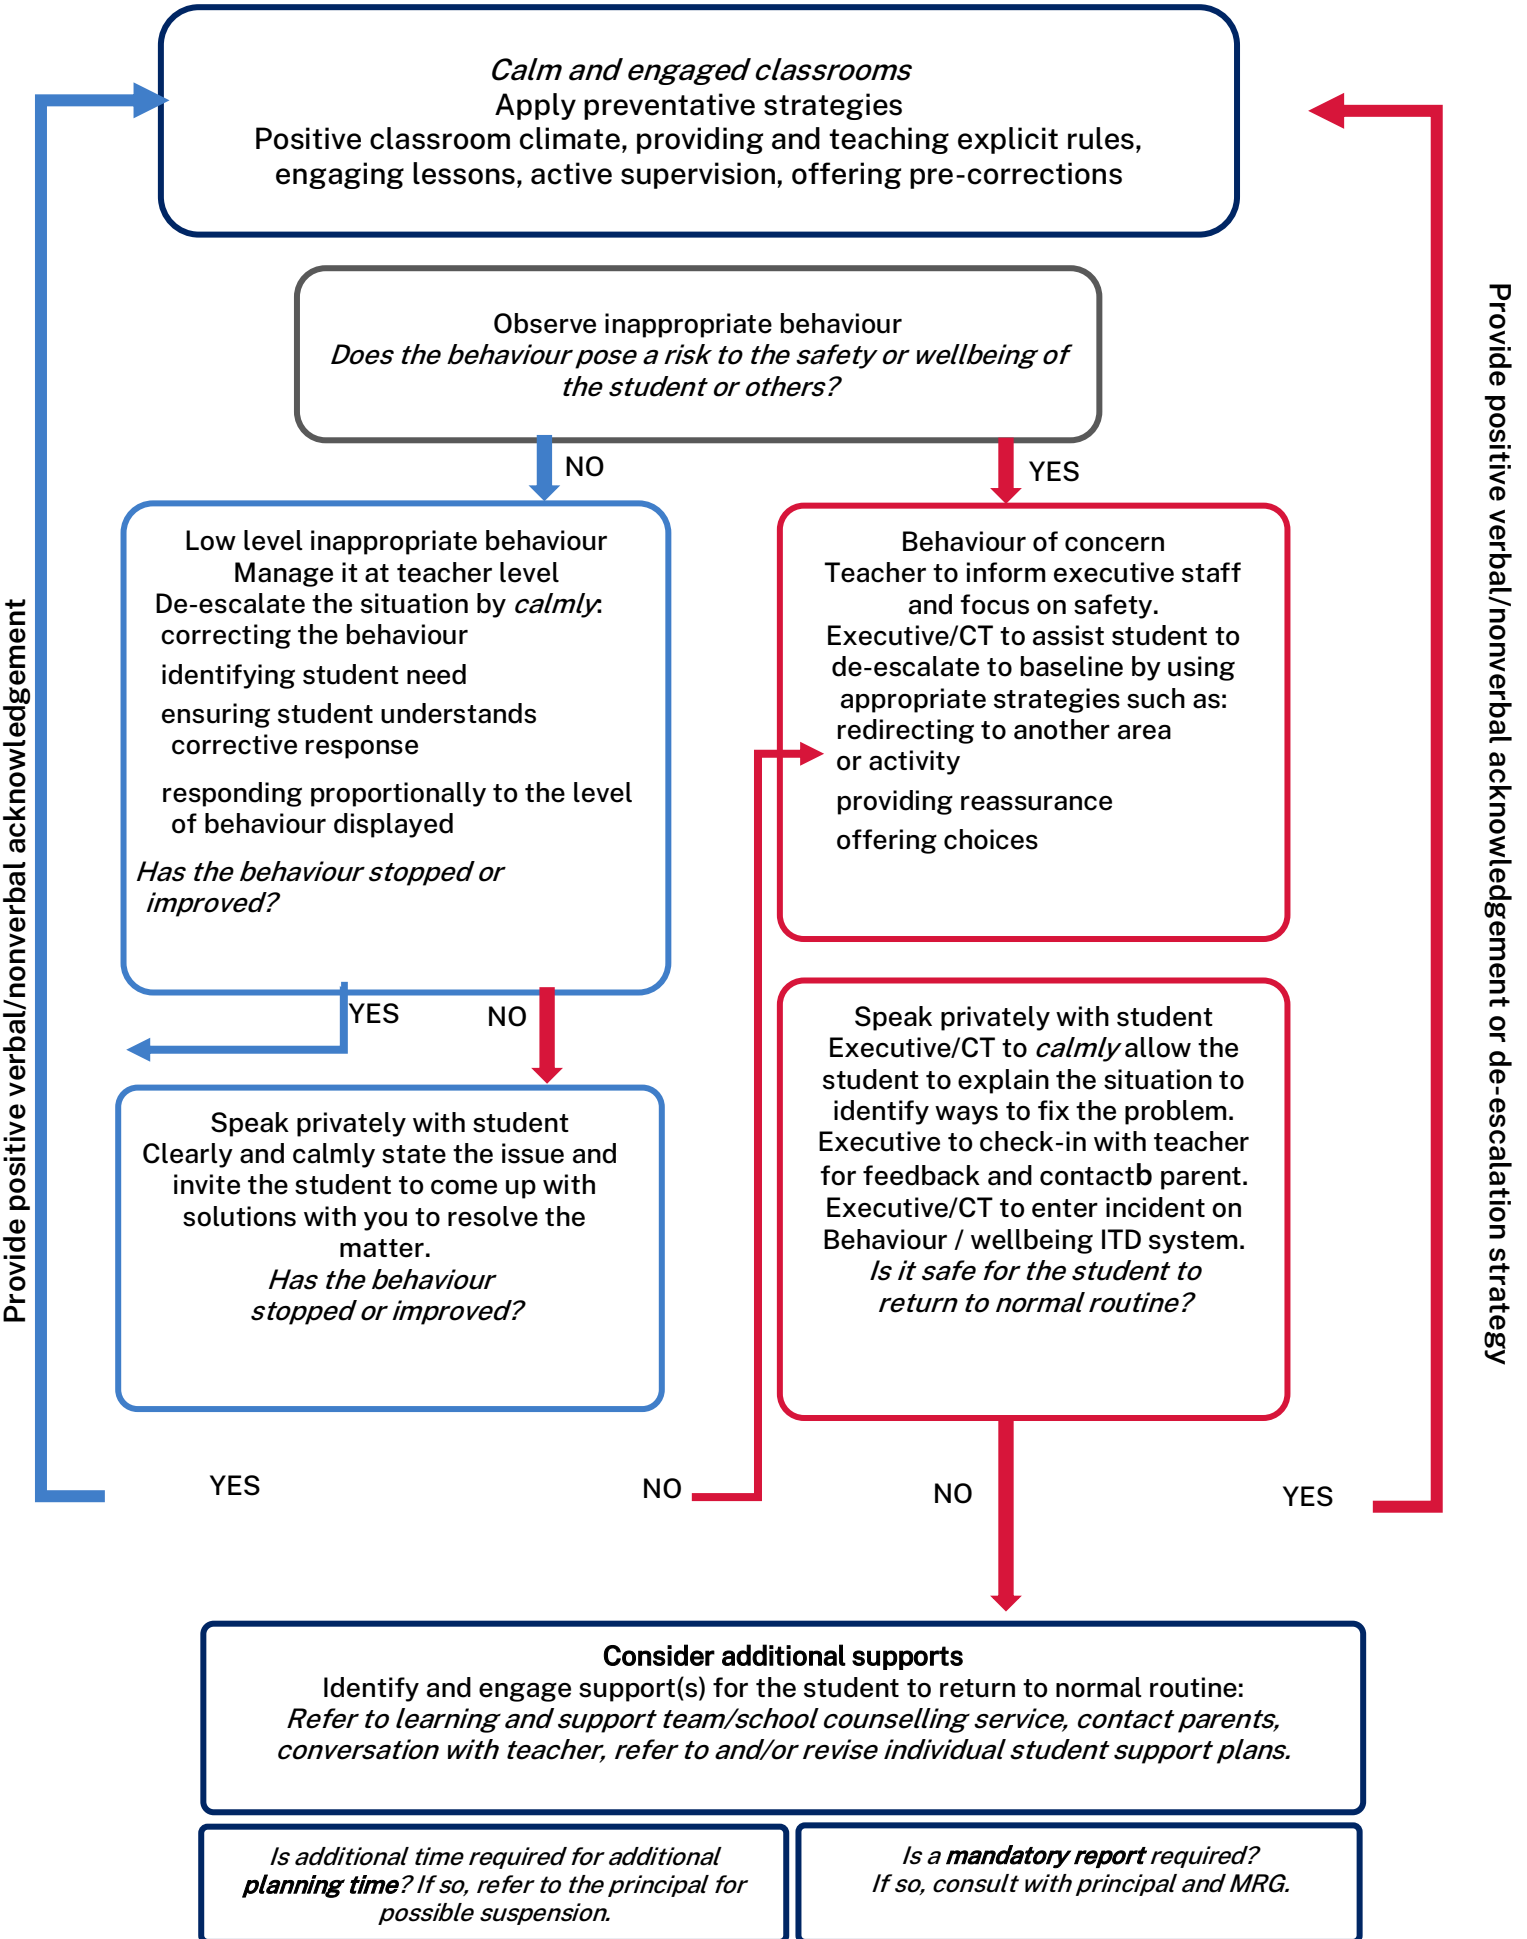 Calm and engaged classrooms
Apply preventative strategies
Positive classroom climate, providing and teaching explicit rules,
engaging lessons, active supervision, offering pre-corrections
Observe inappropriate behaviour
Does the behaviour pose a risk to the safety or wellbeing of
the student or others?
NO
YES
Low level inappropriate behaviour
Manage it at teacher level
De-escalate the situation by calmly:
correcting the behaviour
identifying student need
ensuring student understands
corrective response
responding proportionally to the level
of behaviour displayed
Has the behaviour stopped or
improved?
Behaviour of concern
Teacher to inform executive staff
and focus on safety.
Executive/CT to assist student to
de-escalate to baseline by using
appropriate strategies such as:
redirecting to another area
or activity
providing reassurance
offering choices
YES
NO
Speak privately with student
Clearly and calmly state the issue and
invite the student to come up with
solutions with you to resolve the
matter.
Has the behaviour
stopped or improved?
Speak privately with student
Executive/CT to calmly allow the
student to explain the situation to
identify ways to fix the problem.
Executive to check-in with teacher
for feedback and contactb parent.
Executive/CT to enter incident on
Behaviour / wellbeing ITD system.
Is it safe for the student to
return to normal routine?
YES
NO
NO
YES
Provide positive verbal/nonverbal acknowledgement
Provide positive verbal/nonverbal acknowledgement or de-escalation strategy
Consider additional supports
Identify and engage support(s) for the student to return to normal routine:
Refer to learning and support team/school counselling service, contact parents,
conversation with teacher, refer to and/or revise individual student support plans.
Is additional time required for additional
planning time? If so, refer to the principal for
possible suspension.
Is a mandatory report required?
If so, consult with principal and MRG.